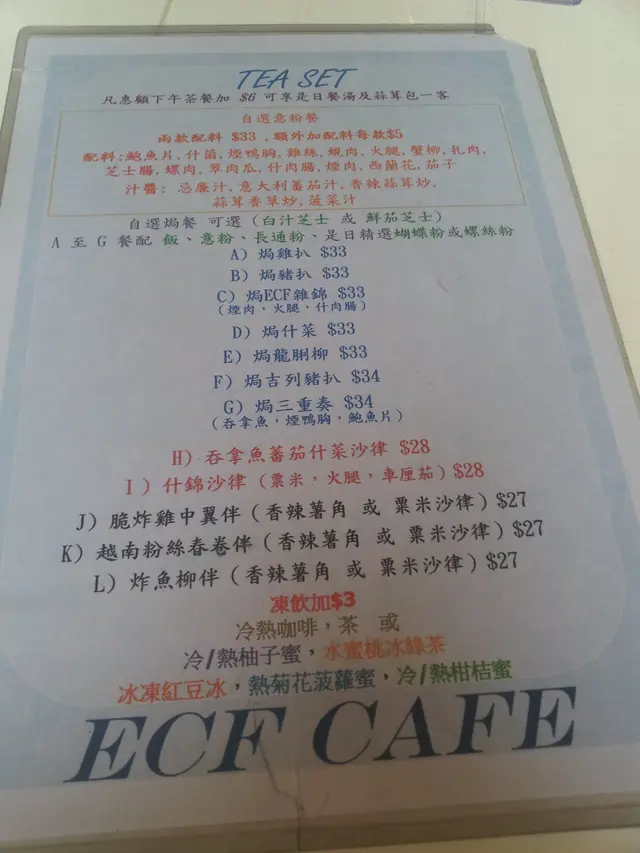 TEA SET
凡惠顧下午茶餐加 $6 可享是日餐湯及蒜茸包一客
自選意粉餐
兩款配料 $33 ,額外加配料每款$5
配料:鮑魚片,什菌,煙鴨胸,雞絲,燒肉,火腿,蟹柳,扎肉,
芝士腸,螺肉,翠肉瓜,什肉腸,煙肉,西蘭花,茄子
汁醬: 忌廉汁,意大利蕃茄汁,香辣蒜茸炒,
蒜茸香草炒,菠菜汁
自選焗餐 可選 (白汁芝士 或 鮮茄芝士)
A 至 G 餐配 飯、意粉、長通粉、是日精選蝴蝶粉或螺絲粉
A) 焗雞扒 $33
B) 焗豬扒 $33
C) 焗ECF雜錦 $33
(煙肉,火腿,什肉腸)
D) 焗什菜 $33
E) 焗龍脷柳 $33
F) 焗吉列豬扒 $34
G) 焗三重奏 $34
(吞拿魚,煙鴨胸,鮑魚片)
H) 吞拿魚蕃茄什菜沙律 $28
I) 什錦沙律 (粟米,火腿,車厘茄) $28
J) 脆炸雞中翼伴 (香辣薯角 或 粟米沙律) $27
K) 越南粉絲春卷伴 (香辣薯角 或 粟米沙律) $27
L) 炸魚柳伴 (香辣薯角 或 粟米沙律) $27
凍飲加$3
冷熱咖啡,茶 或
冷/熱柚子蜜,水蜜桃冰綠茶
冰凍紅豆冰,熱菊花菠蘿蜜,冷/熱柑桔蜜
ECF CAFE